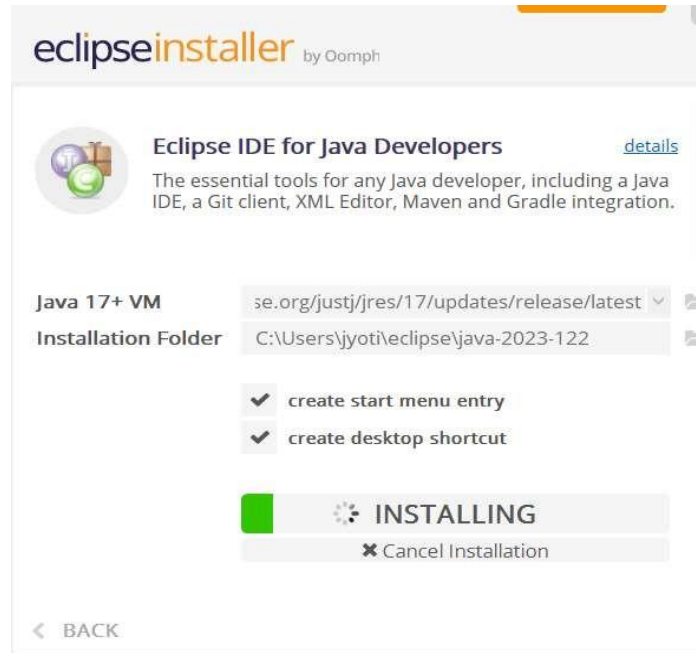 eclipseinstaller by Oomph
Eclipse IDE for Java Developers details
The essential tools for any Java developer, including a Java
IDE, a Git client, XML Editor, Maven and Gradle integration.
Java 17+ VM se.org/justj/jres/17/updates/release/latest
Installation Folder C:\Users\jyoti\eclipse\java-2023-122
create start menu entry
create desktop shortcut
INSTALLING
Cancel Installation
BACK